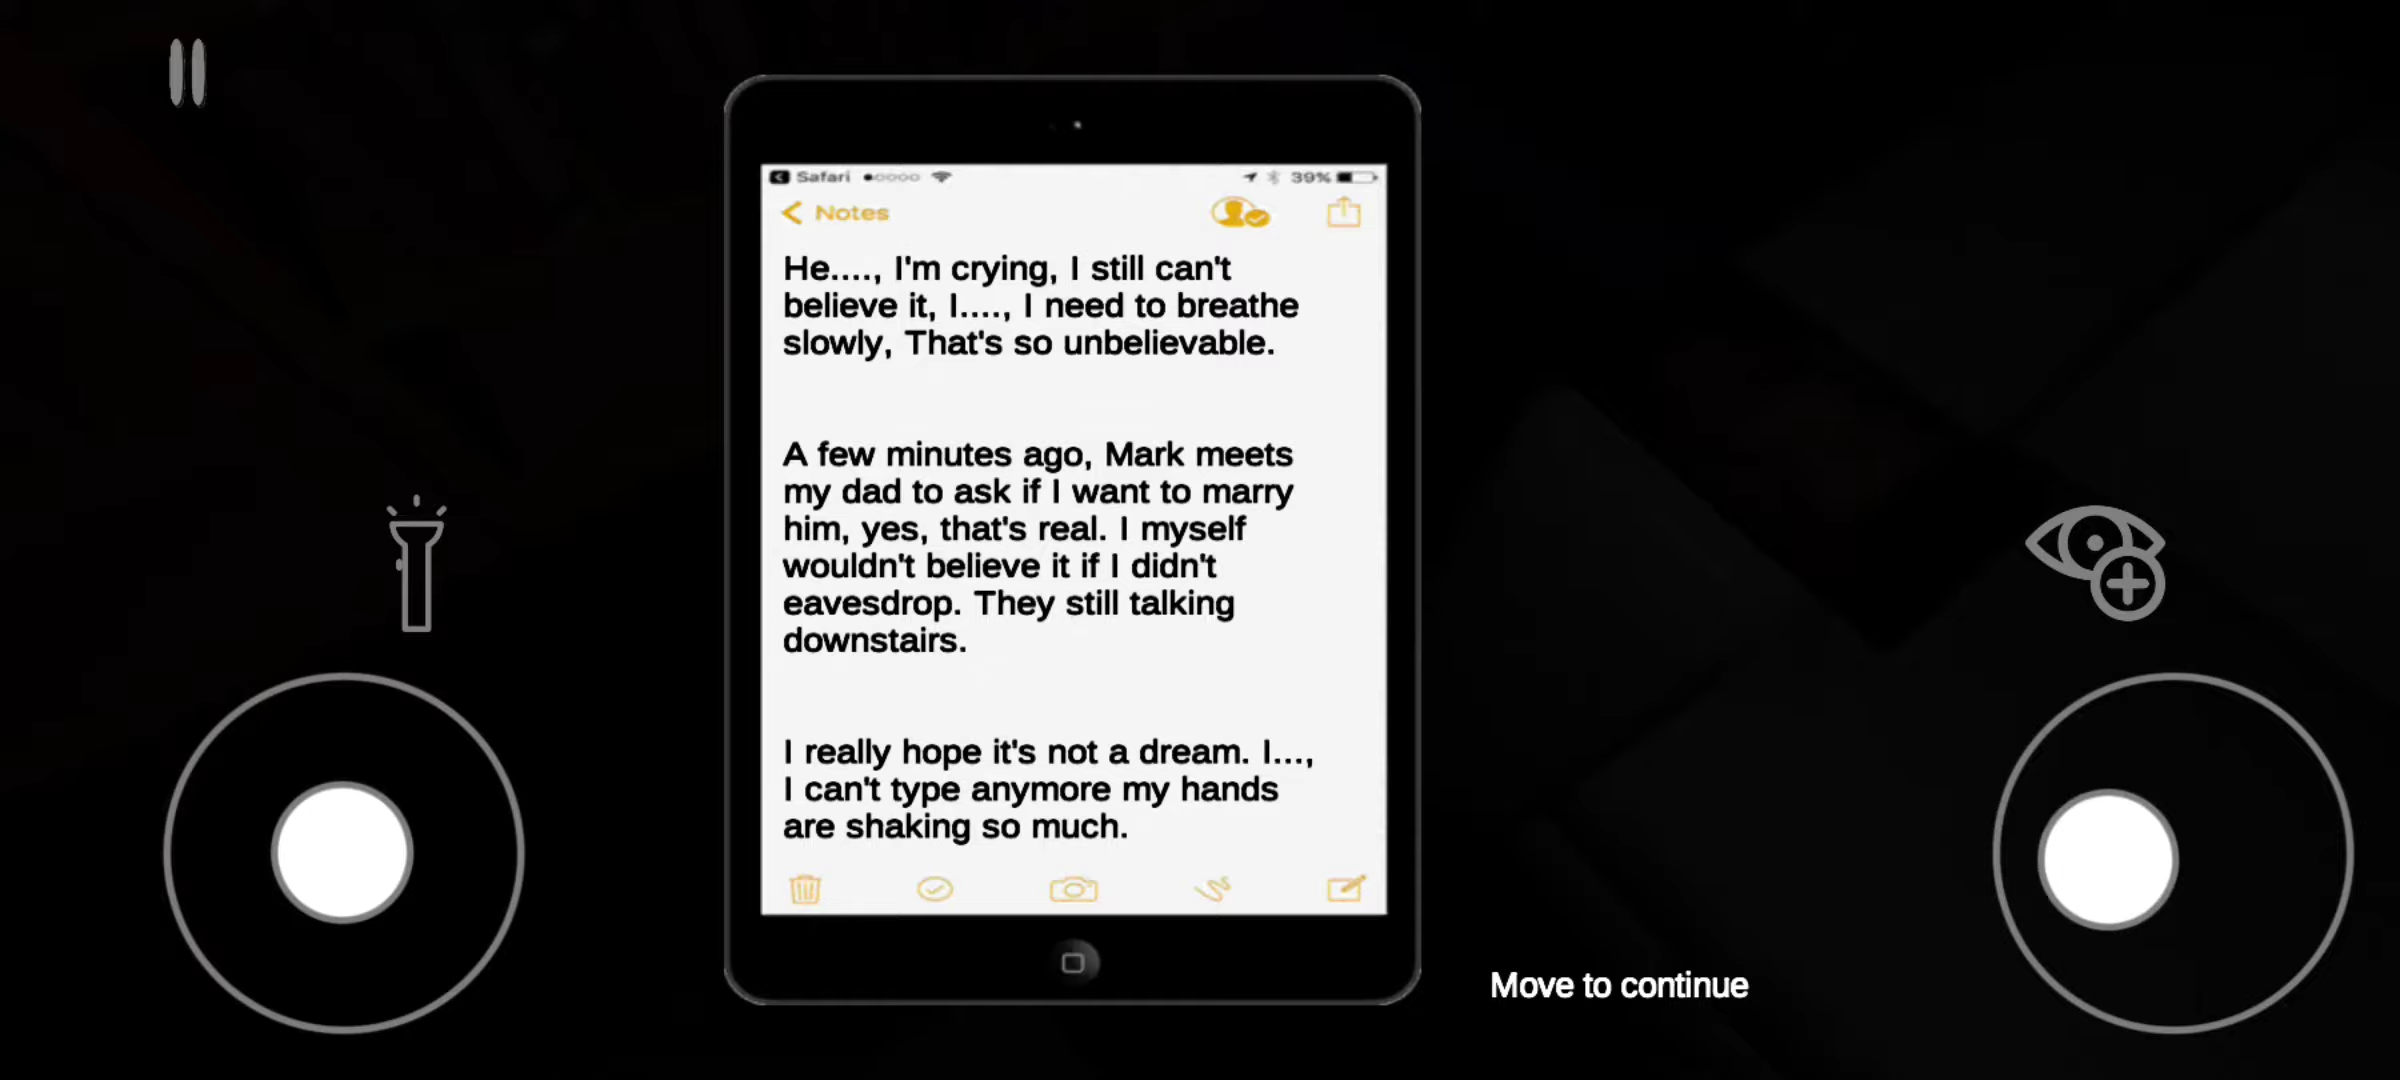 Safari 39%
Notes
He...., I'm crying, I still can't
believe it, I...., I need to breathe
slowly, That's so unbelievable.
A few minutes ago, Mark meets
my dad to ask if I want to marry
him, yes, that's real. I myself
wouldn't believe it if I didn't
eavesdrop. They still talking
downstairs.
I really hope it's not a dream. I...,
I can't type anymore my hands
are shaking so much.
Move to continue